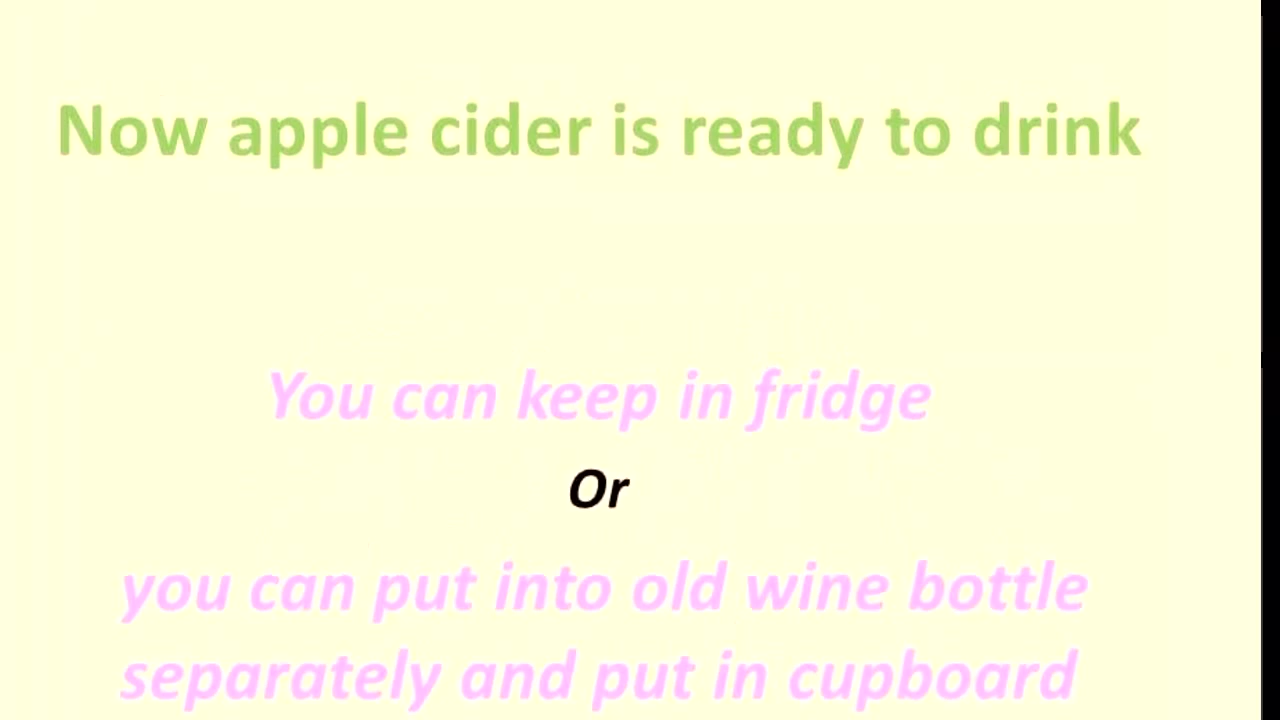 Now apple cider is ready to drink
You can keep in fridge
Or
you can put into old wine bottle
separately and put in cupboard